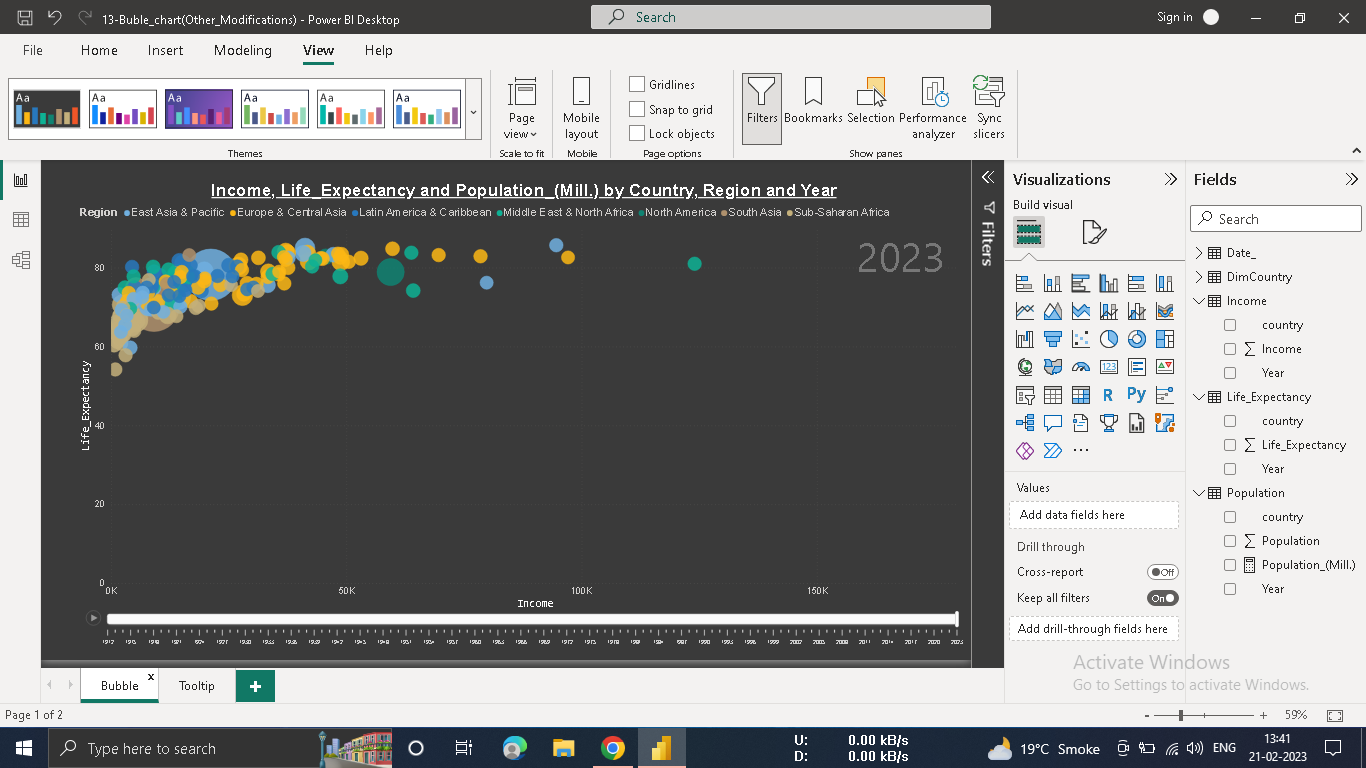 13-Buble_chart(Other_Modifications) - Power BI Desktop
Search
Sign in
File Home Insert Modeling View Help
Aa Aa Aa Aa Aa Aa
Themes
Page view
Scale to fit
Mobile layout
Mobile
Gridlines
Snap to grid
Lock objects
Page options
Filters
Bookmarks
Selection
Performance analyzer
Sync slicers
Show panes
Income, Life_Expectancy and Population_(Mill.) by Country, Region and Year
Region East Asia & Pacific Europe & Central Asia Latin America & Caribbean Middle East & North Africa North America South Asia Sub-Saharan Africa
2023
80
60
40
20
0
Life_Expectancy
0K 50K 100K 150K
Income
Filters
Visualizations
Build visual
123
R Py
Values
Add data fields here
Drill through
Cross-report Off
Keep all filters On
Add drill-through fields here
Fields
Search
Date_
DimCountry
Income
country
Income
Year
Life_Expectancy
country
Life_Expectancy
Year
Population
country
Population
Population_(Mill.)
Year
Activate Windows
Go to Settings to activate Windows.
Bubble x
Tooltip
Page 1 of 2
- + 59%
Type here to search
U: 0.00 kB/s
D: 0.00 kB/s
19°C Smoke
ENG
13:41
21-02-2023